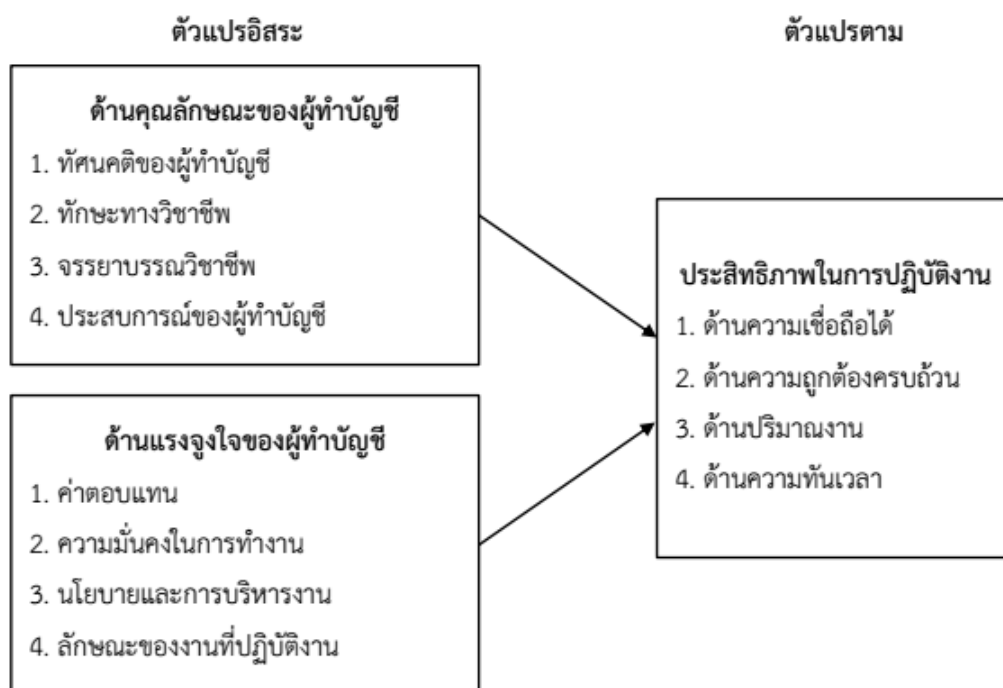 ตัวแปรอิสระ
ตัวแปรตาม
ด้านคุณลักษณะของผู้ทำบัญชี
1. ทัศนคติของผู้ทำบัญชี
2. ทักษะทางวิชาชีพ
3. จรรยาบรรณวิชาชีพ
4. ประสบการณ์ของผู้ทำบัญชี
ด้านแรงจูงใจของผู้ทำบัญชี
1. ค่าตอบแทน
2. ความมั่นคงในการทำงาน
3. นโยบายและการบริหารงาน
4. ลักษณะของงานที่ปฏิบัติงาน
ประสิทธิภาพในการปฏิบัติงาน
1. ด้านความเชื่อถือได้
2. ด้านความถูกต้องครบถ้วน
3. ด้านปริมาณงาน
4. ด้านความทันเวลา